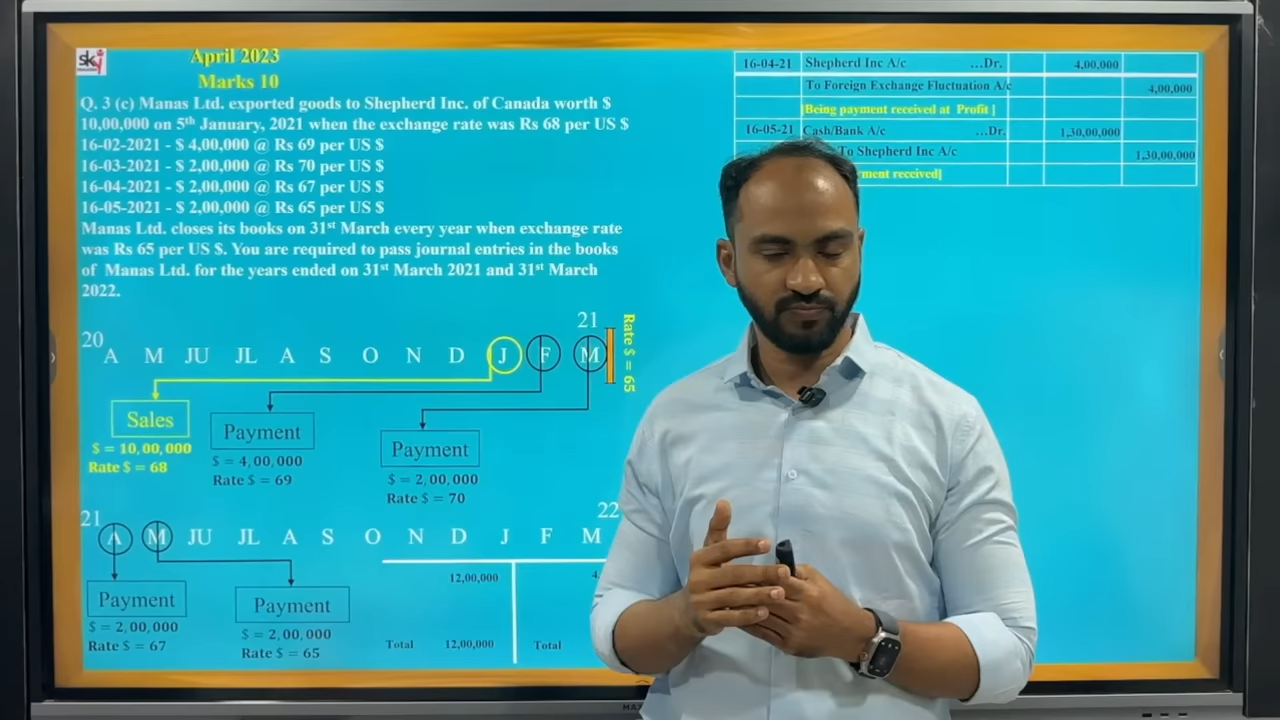 sky
April 2023
Marks 10
Q. 3 (c) Manas Ltd. exported goods to Shepherd Inc. of Canada worth $
10,00,000 on 5th January, 2021 when the exchange rate was Rs 68 per US $
16-02-2021 - $ 4,00,000 @ Rs 69 per US $
16-03-2021 - $ 2,00,000 @ Rs 70 per US $
16-04-2021 - $ 2,00,000 @ Rs 67 per US $
16-05-2021 - $ 2,00,000 @ Rs 65 per US $
Manas Ltd. closes its books on 31st March every year when exchange rate
was Rs 65 per US $. You are required to pass journal entries in the books
of Manas Ltd. for the years ended on 31st March 2021 and 31st March
2022.
21
20
A M JU JL A S O N D J F M
Rate $ = 65
Sales
$ = 10,00,000
Rate $ = 68
Payment
$ = 4,00,000
Rate $ = 69
Payment
$ = 2,00,000
Rate $ = 70
21
22
A M JU JL A S O N D J F M
Payment
$ = 2,00,000
Rate $ = 67
Payment
$ = 2,00,000
Rate $ = 65
12,00,000 4
Total 12,00,000 Total
16-04-21 Shepherd Inc A/c ...Dr. 4,00,000
To Foreign Exchange Fluctuation A/c 4,00,000
[Being payment received at Profit ]
16-05-21 Cash/Bank A/c ...Dr. 1,30,00,000
To Shepherd Inc A/c 1,30,00,000
received]